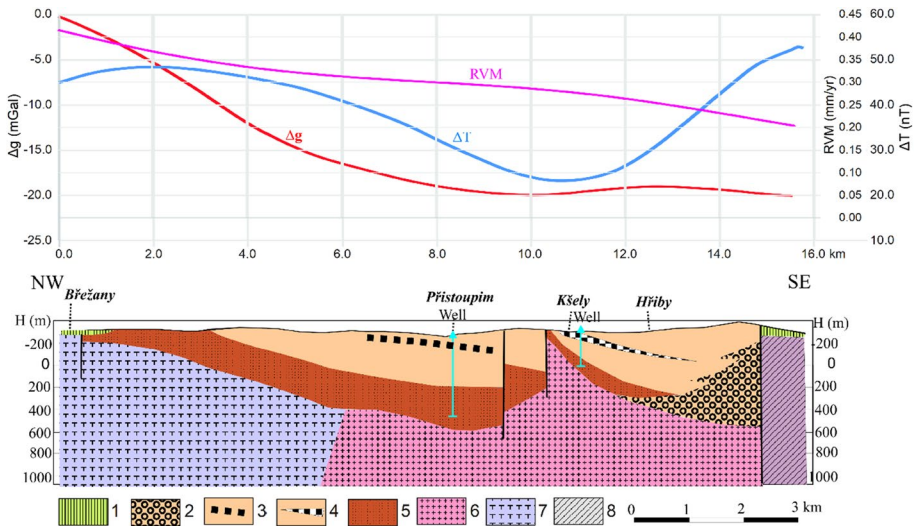 0.0 0.45 60.0
0.40
-5.0 0.35 50.0
RVM
0.30
-10.0 0.25 40.0
Δg (mGal)
RVM (mm/yr)
ΔT (nT)
Δg ΔT
0.20
-15.0 0.15 30.0
0.10
-20.0 0.05 20.0
0.00
-25.0 10.0
0.0 2.0 4.0 6.0 8.0 10.0 12.0 14.0 16.0 km
NW SE
Břežany Přistoupim Kšely Hřiby
Well Well
H (m) H (m)
-200 -200
0 0
200 200
400 400
600 600
800 800
1000 1000
1 2 3 4 5 6 7 8 0 1 2 3 km